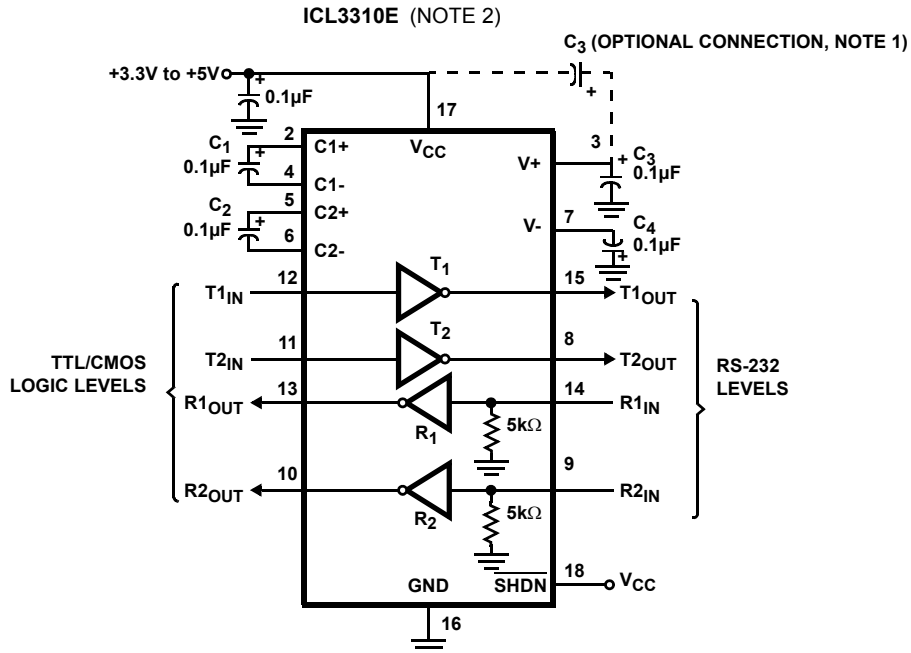 ICL3310E (NOTE 2)
C3 (OPTIONAL CONNECTION, NOTE 1)
+3.3V to +5V
+
0.1µF
+
17
2
C1
0.1µF
+
4
C1+
C1-
VCC
V+
3
+
C3
0.1µF
5
C2
0.1µF
+
6
C2+
C2-
V-
7
C4
0.1µF
+
T1
T1IN
12
15
T1OUT
T2
T2IN
11
8
T2OUT
TTL/CMOS
LOGIC LEVELS
RS-232
LEVELS
R1OUT
13
14
R1IN
R1
5kΩ
R2OUT
10
9
R2IN
R2
5kΩ
GND
SHDN
18
VCC
16